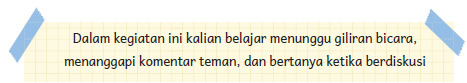 Dalam kegiatan ini kalian belajar menunggu giliran bicara,
menanggapi komentar teman, dan bertanya ketika berdiskusi